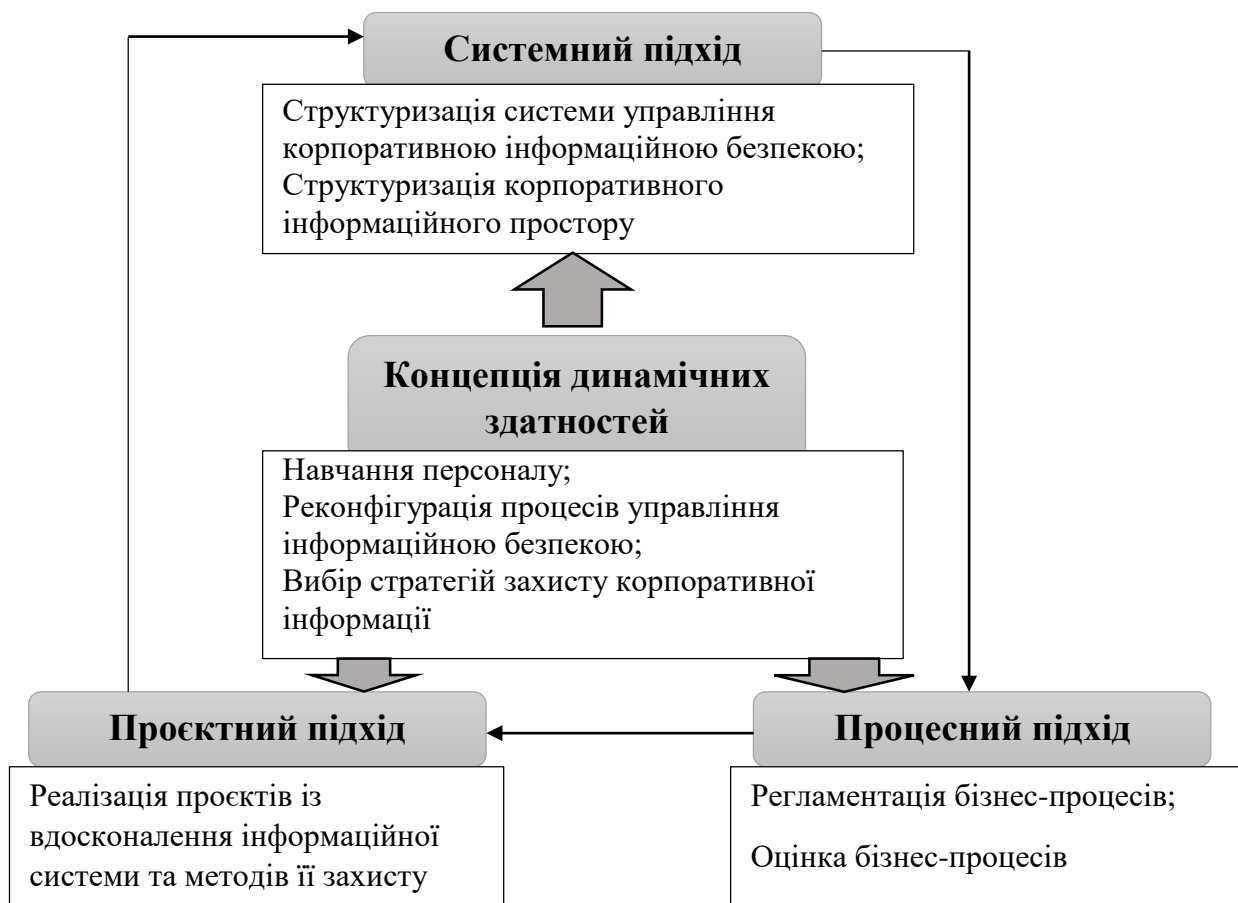 Системний підхід
Структуризація системи управління
корпоративною інформаційною безпекою;
Структуризація корпоративного
інформаційного простору
Концепція динамічних
здатностей
Навчання персоналу;
Реконфігурація процесів управління
інформаційною безпекою;
Вибір стратегій захисту корпоративної
інформації
Проєктний підхід
Реалізація проєктів із
вдосконалення інформаційної
системи та методів її захисту
Процесний підхід
Регламентація бізнес-процесів;
Оцінка бізнес-процесів